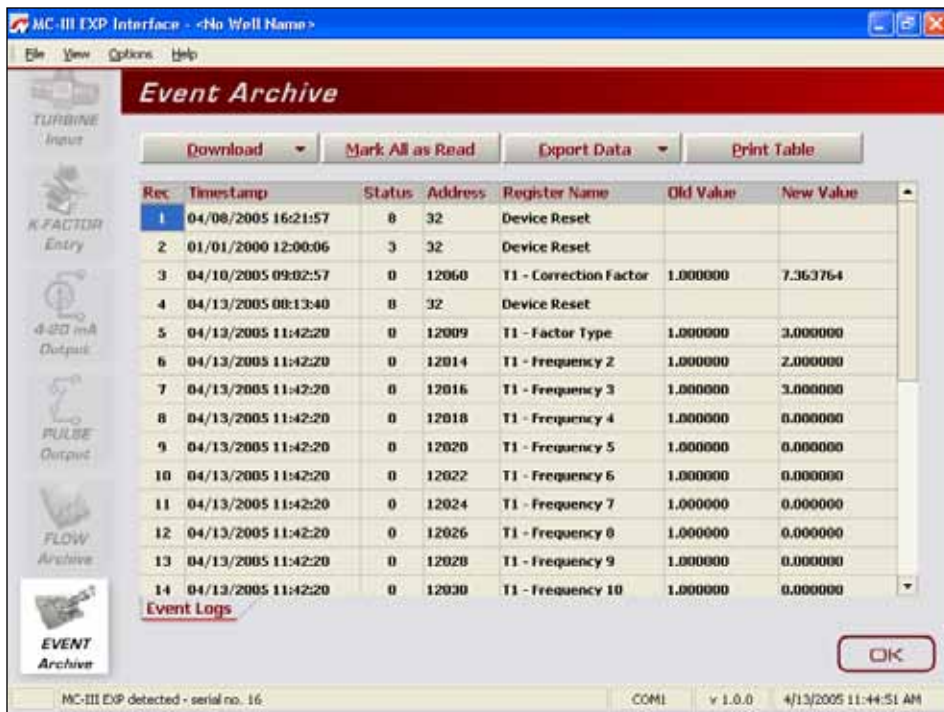 MC-III EXP Interface - <No Well Name>
File View Options Help
Event Archive
TURBINE
Input
K-FACTOR
Entry
4-20 mA
Output
PULSE
Output
FLOW
Archive
EVENT
Archive
Download Mark All as Read Export Data Print Table
Rec Timestamp Status Address Register Name Old Value New Value
1 04/08/2005 16:21:57 8 32 Device Reset
2 01/01/2000 12:00:06 3 32 Device Reset
3 04/10/2005 09:02:57 0 12060 T1 - Correction Factor 1.000000 7.363764
4 04/13/2005 08:13:40 8 32 Device Reset
5 04/13/2005 11:42:20 0 12009 T1 - Factor Type 1.000000 3.000000
6 04/13/2005 11:42:20 0 12014 T1 - Frequency 2 1.000000 2.000000
7 04/13/2005 11:42:20 0 12016 T1 - Frequency 3 1.000000 3.000000
8 04/13/2005 11:42:20 0 12018 T1 - Frequency 4 1.000000 0.000000
9 04/13/2005 11:42:20 0 12020 T1 - Frequency 5 1.000000 0.000000
10 04/13/2005 11:42:20 0 12022 T1 - Frequency 6 1.000000 0.000000
11 04/13/2005 11:42:20 0 12024 T1 - Frequency 7 1.000000 0.000000
12 04/13/2005 11:42:20 0 12026 T1 - Frequency 8 1.000000 0.000000
13 04/13/2005 11:42:20 0 12028 T1 - Frequency 9 1.000000 0.000000
14 04/13/2005 11:42:20 0 12030 T1 - Frequency 10 1.000000 0.000000
Event Logs
OK
MC-III EXP detected - serial no. 16 COM1 v 1.0.0 4/13/2005 11:44:51 AM